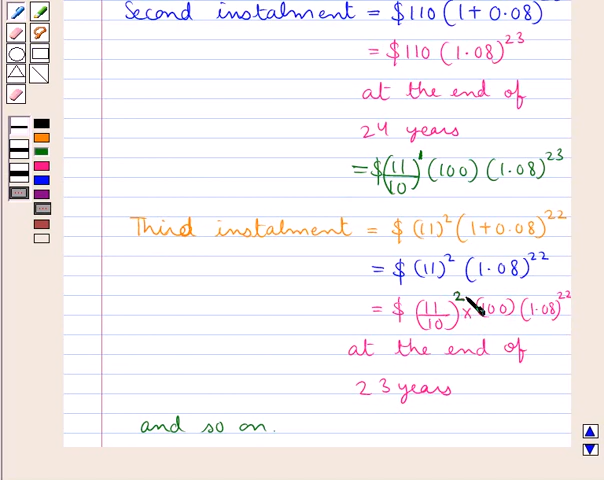 Second instalment = $110(1+0.08)
= $110(1.08)^23
at the end of
24 years
= $(11/10)^1 (100) (1.08)^23
Third instalment = $(11)^2 (1+0.08)^22
= $(11)^2 (1.08)^22
= $(11/10)^2 × (100) (1.08)^22
at the end of
23 years
and so on.